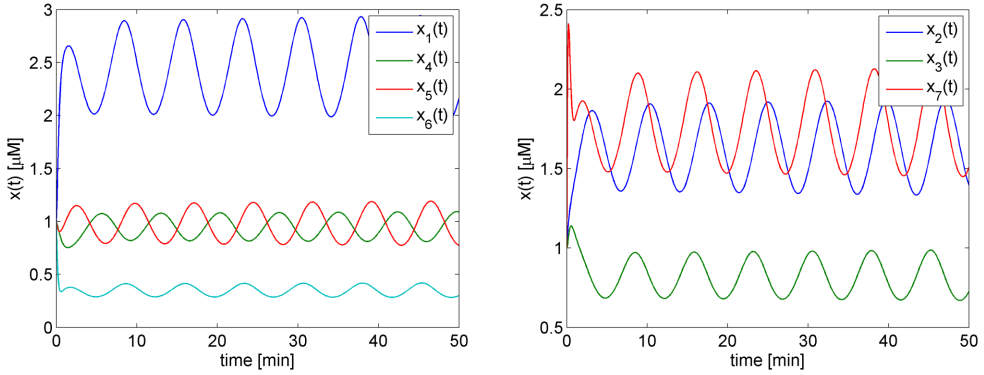 3
2.5
2
1.5
1
0.5
0
x(t) [μM]
x₁(t)
x₄(t)
x₅(t)
x₆(t)
0 10 20 30 40 50
time [min]
2.5
2
1.5
1
0.5
x(t) [μM]
x₂(t)
x₃(t)
x₇(t)
0 10 20 30 40 50
time [min]